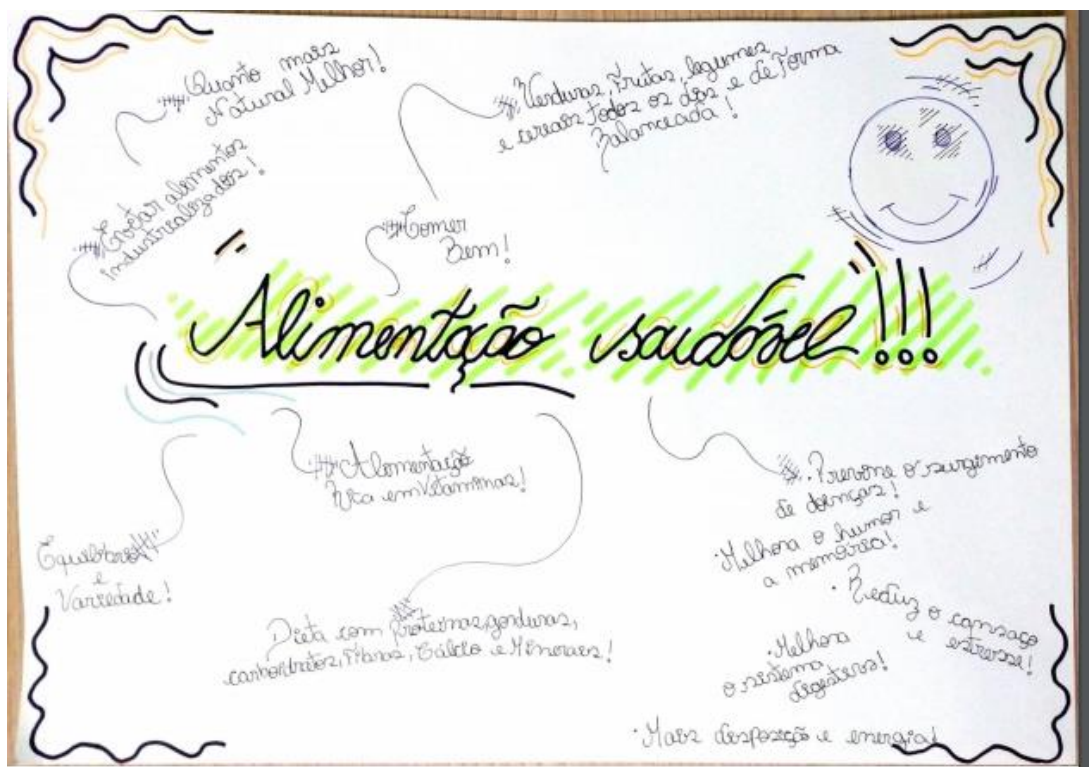 Quanto mais
Natural Melhor!
Verduras, Frutas, legumes
e cereais todos os dias e de Forma
Balanceada!
Evitar alimentos
industrializados!
Comer
Bem!
Alimentação saudável!!!
Alimentação
Rica em Vitaminas!
Previne o surgimento
de doenças!
Melhora o humor e
a memória!
Equilíbrio
e
Variedade!
Reduz o cansaço
e estresse!
Dieta com Proteínas, gorduras,
carboidratos, Fibras, Cálcio e Minerais!
Melhora
o sistema
digestivo!
Mais disposição e energia!